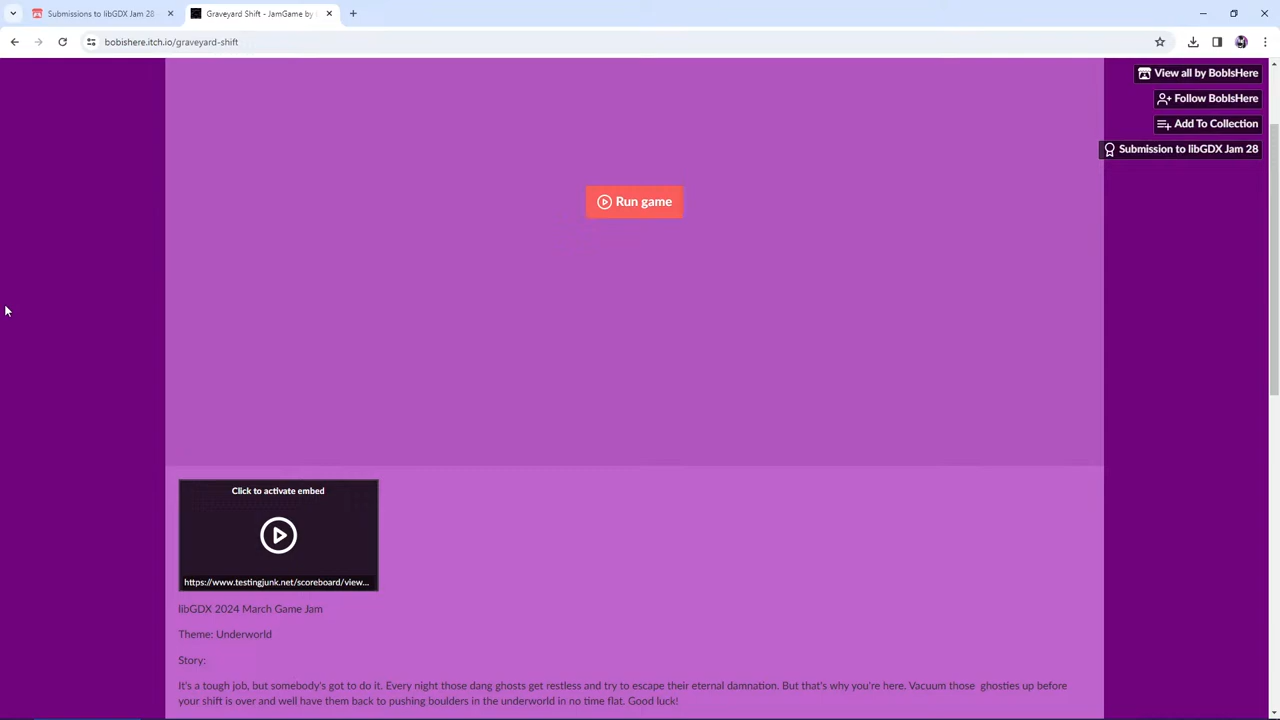 Submissions to libGDX Jam 28
Graveyard Shift - JamGame by
bobishere.itch.io/graveyard-shift
View all by BobIsHere
Follow BobIsHere
Add To Collection
Submission to libGDX Jam 28
Run game
Click to activate embed
https://www.testingjunk.net/scoreboard/view...
libGDX 2024 March Game Jam
Theme: Underworld
Story:
It's a tough job, but somebody's got to do it. Every night those dang ghosts get restless and try to escape their eternal damnation. But that's why you're here. Vacuum those ghosties up before
your shift is over and well have them back to pushing boulders in the underworld in no time flat. Good luck!